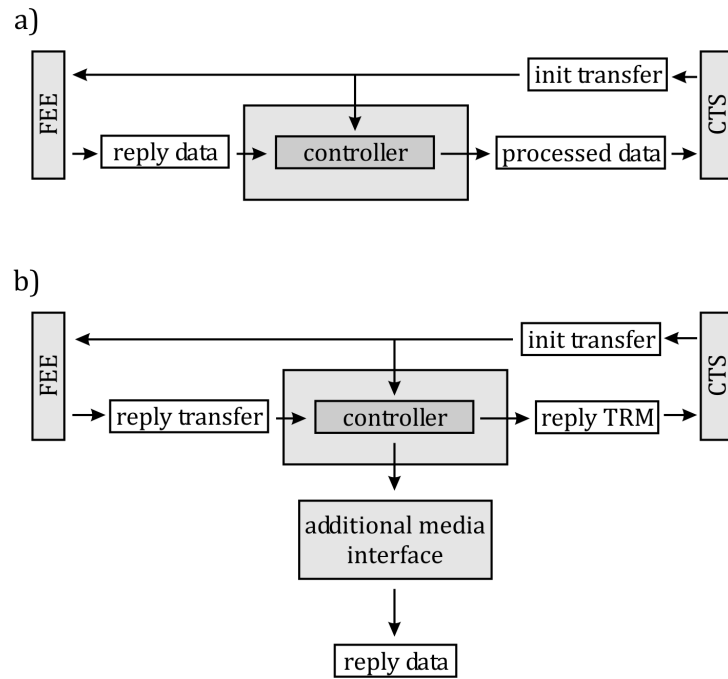 a)
FEE
init transfer
CTS
reply data
controller
processed data
b)
FEE
init transfer
CTS
reply transfer
controller
reply TRM
additional media
interface
reply data